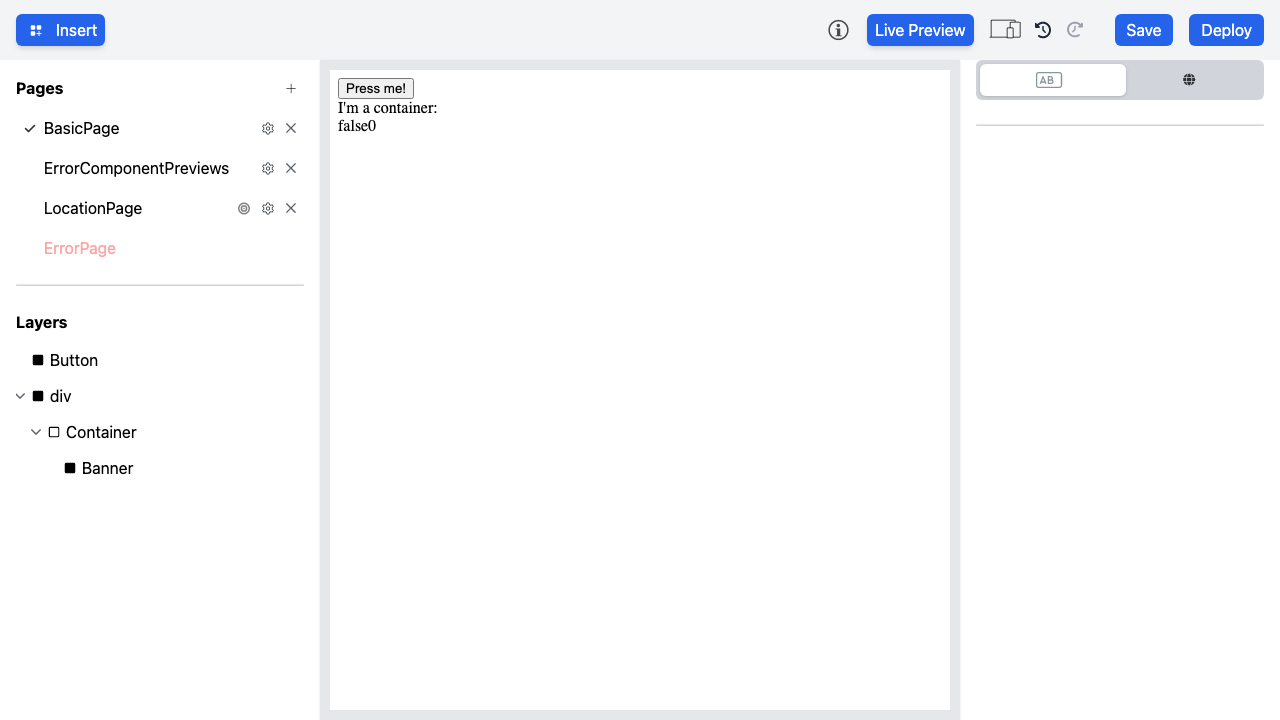 Insert
Live Preview
Save
Deploy
Pages
BasicPage
ErrorComponentPreviews
LocationPage
ErrorPage
Layers
Button
div
Container
Banner
Press me!
I'm a container:
false0
AB